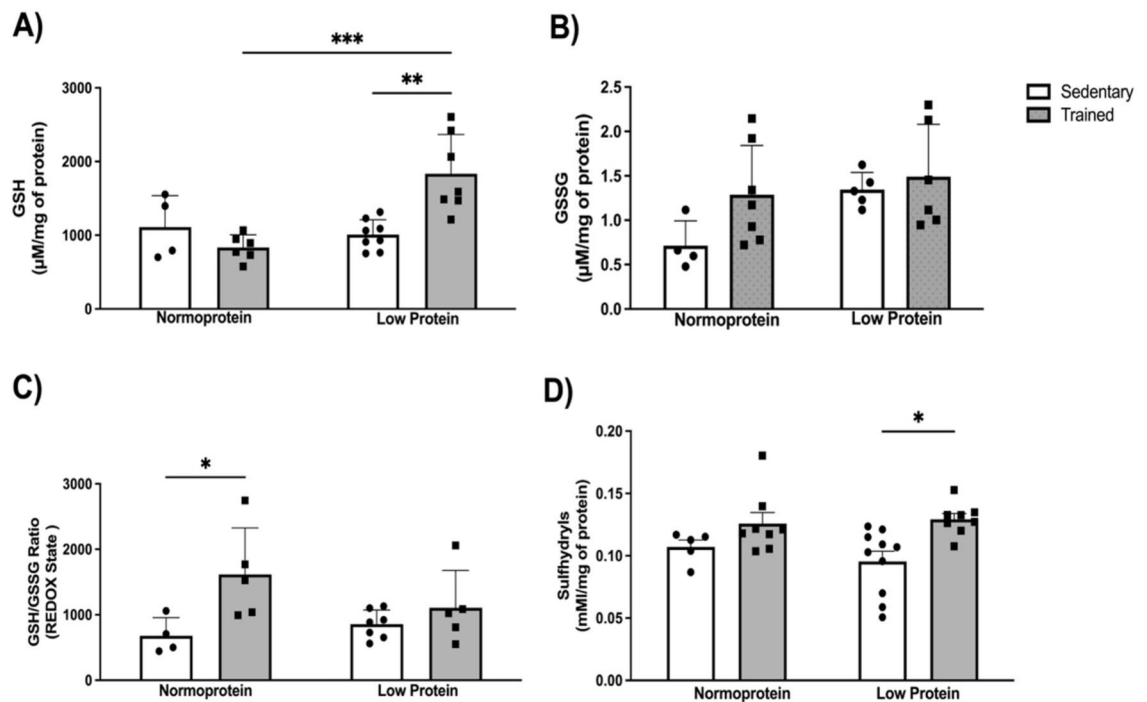 A)
***
**
3000
2000
1000
0
GSH
(µM/mg of protein)
Normoprotein Low Protein
B)
2.5
2.0
1.5
1.0
0.5
0.0
GSSG
(µM/mg of protein)
Normoprotein Low Protein
Sedentary
Trained
C)
*
3000
2000
1000
0
GSH/GSSG Ratio
(REDOX State )
Normoprotein Low Protein
D)
*
0.20
0.15
0.10
0.05
0.00
Sulfhydryls
(mMl/mg of protein)
Normoprotein Low Protein